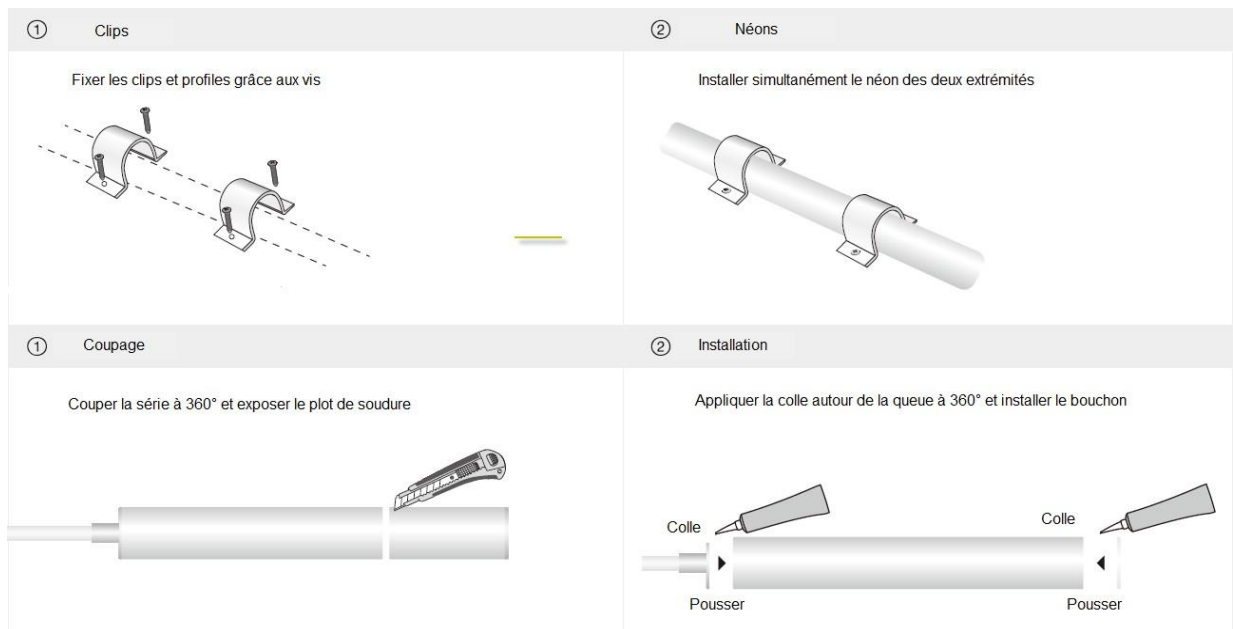 ① Clips
② Néons
Fixer les clips et profiles grâce aux vis
Installer simultanément le néon des deux extrémités
① Coupage
② Installation
Couper la série à 360° et exposer le plot de soudure
Appliquer la colle autour de la queue à 360° et installer le bouchon
Colle
Colle
Pousser
Pousser